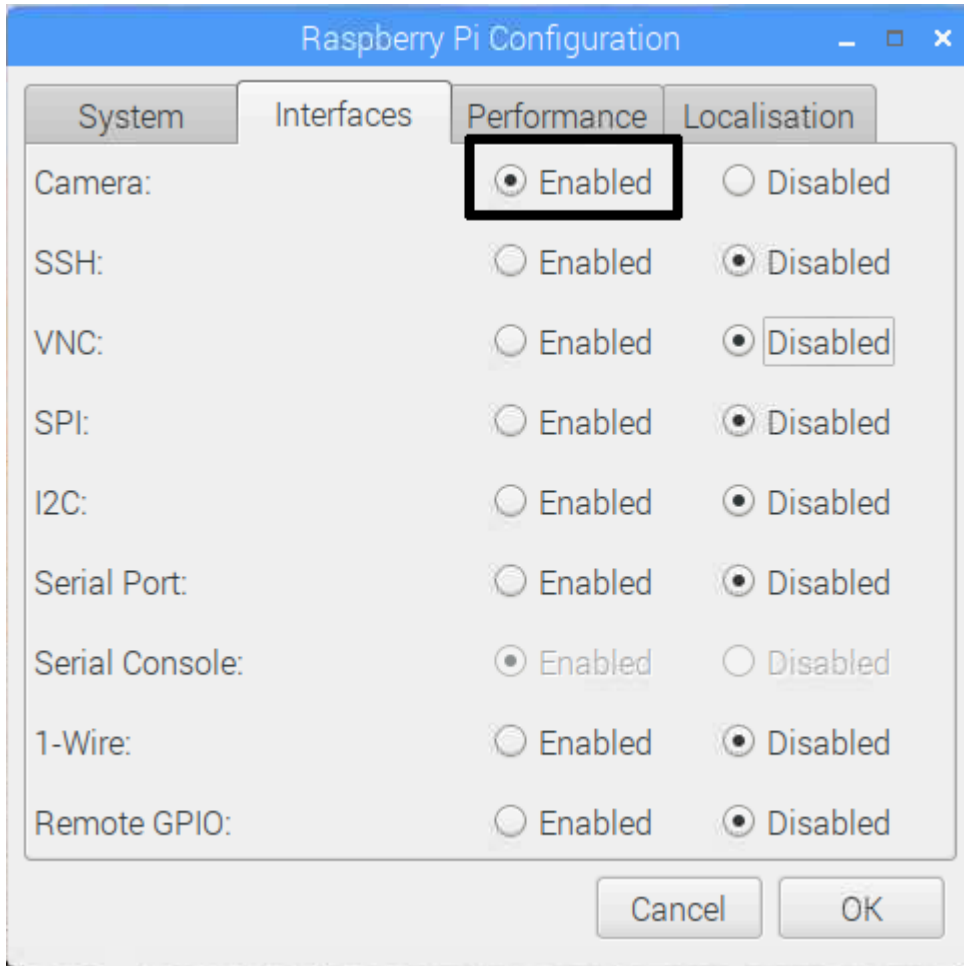 Raspberry Pi Configuration
System Interfaces Performance Localisation
Camera: Enabled Disabled
SSH: Enabled Disabled
VNC: Enabled Disabled
SPI: Enabled Disabled
I2C: Enabled Disabled
Serial Port: Enabled Disabled
Serial Console: Enabled Disabled
1-Wire: Enabled Disabled
Remote GPIO: Enabled Disabled
Cancel OK